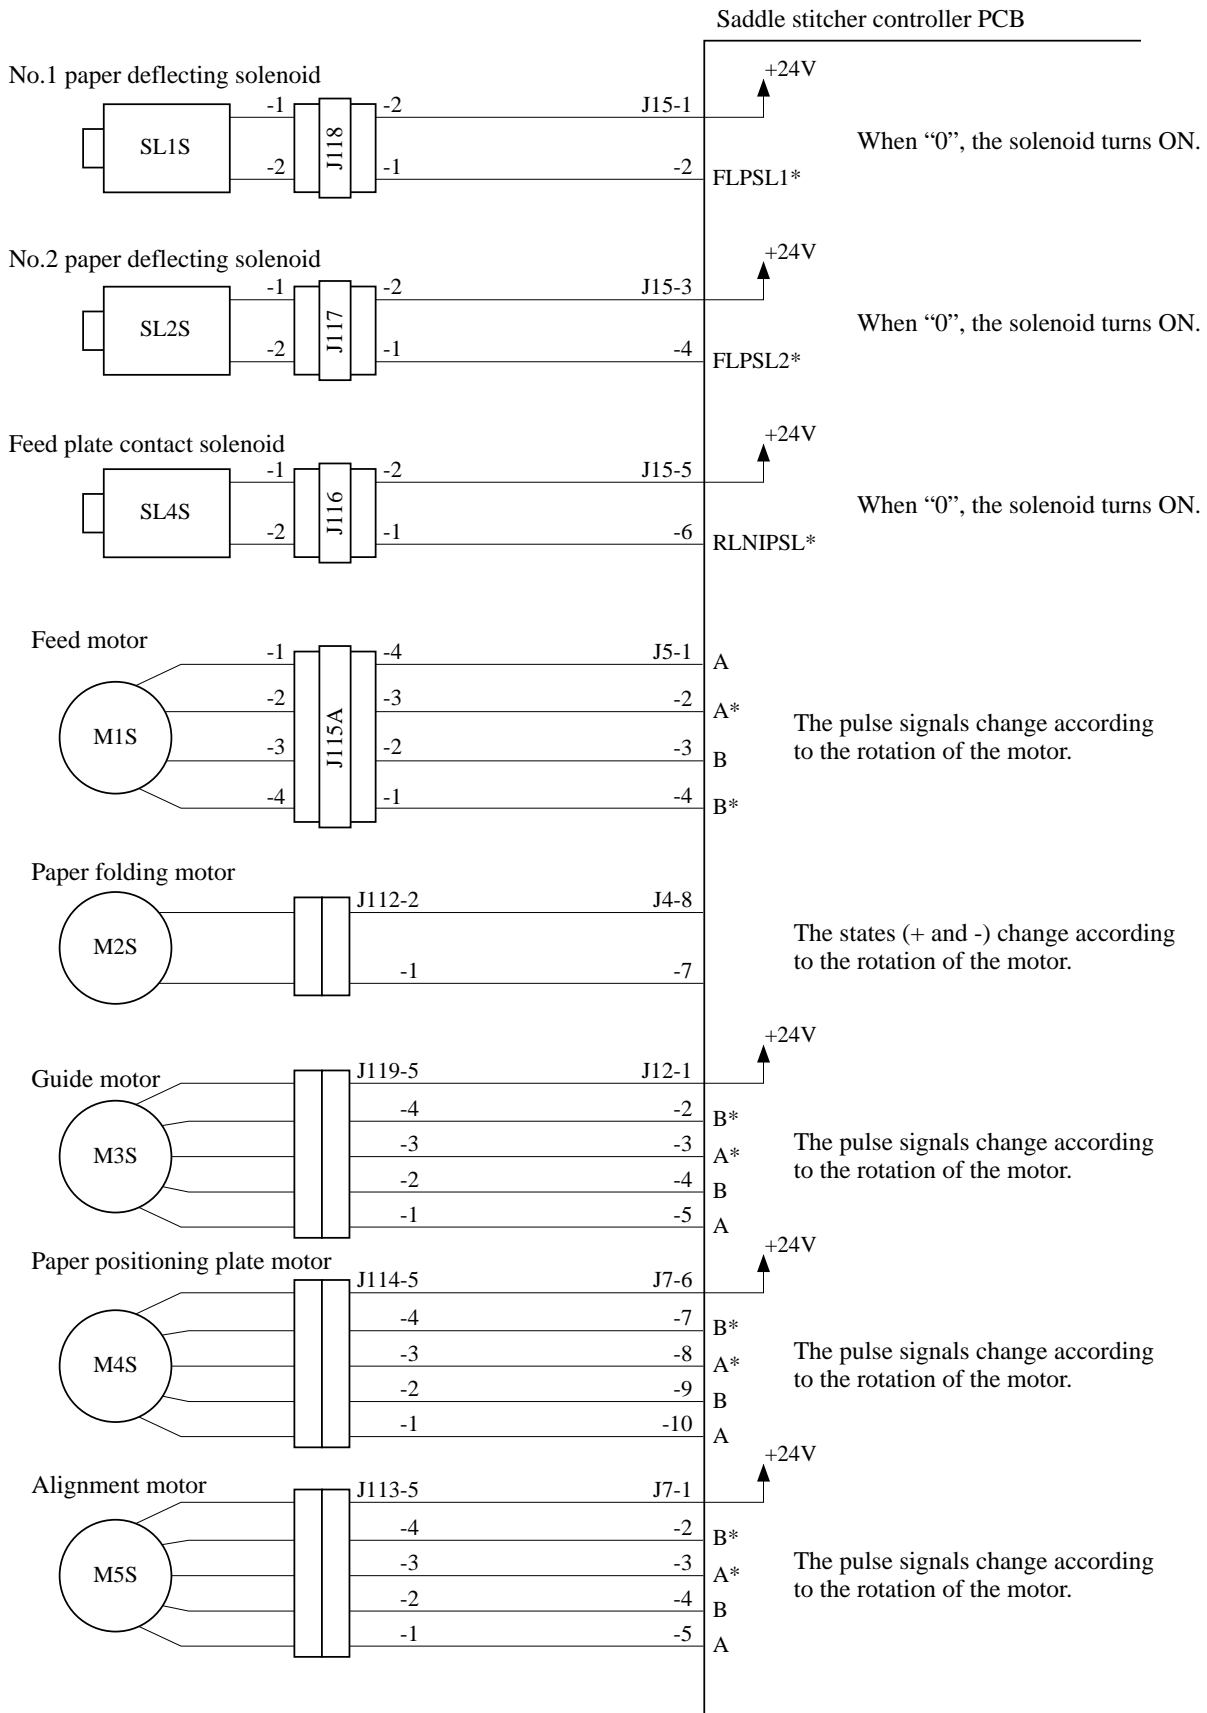 Saddle stitcher controller PCB
No.1 paper deflecting solenoid
+24V
-1 -2 J15-1
SL1S J118 When “0”, the solenoid turns ON.
-2 -1 -2 FLPSL1*
No.2 paper deflecting solenoid
+24V
-1 -2 J15-3
SL2S J117 When “0”, the solenoid turns ON.
-2 -1 -4 FLPSL2*
Feed plate contact solenoid
+24V
-1 -2 J15-5
SL4S J116 When “0”, the solenoid turns ON.
-2 -1 -6 RLNIPSL*
Feed motor
-1 -4 J5-1 A
-2 -3 -2 A*
M1S J115A
The pulse signals change according
to the rotation of the motor.
-3 -2 -3 B
-4 -1 -4 B*
Paper folding motor
J112-2 J4-8
M2S
The states (+ and -) change according
to the rotation of the motor.
-1 -7
+24V
Guide motor
J119-5 J12-1
-4 -2 B*
M3S
-3 -3 A*
The pulse signals change according
to the rotation of the motor.
-2 -4 B
-1 -5 A
+24V
Paper positioning plate motor
J114-5 J7-6
-4 -7 B*
M4S
-3 -8 A*
The pulse signals change according
to the rotation of the motor.
-2 -9 B
-1 -10 A
+24V
Alignment motor
J113-5 J7-1
-4 -2 B*
M5S
-3 -3 A*
The pulse signals change according
to the rotation of the motor.
-2 -4 B
-1 -5 A